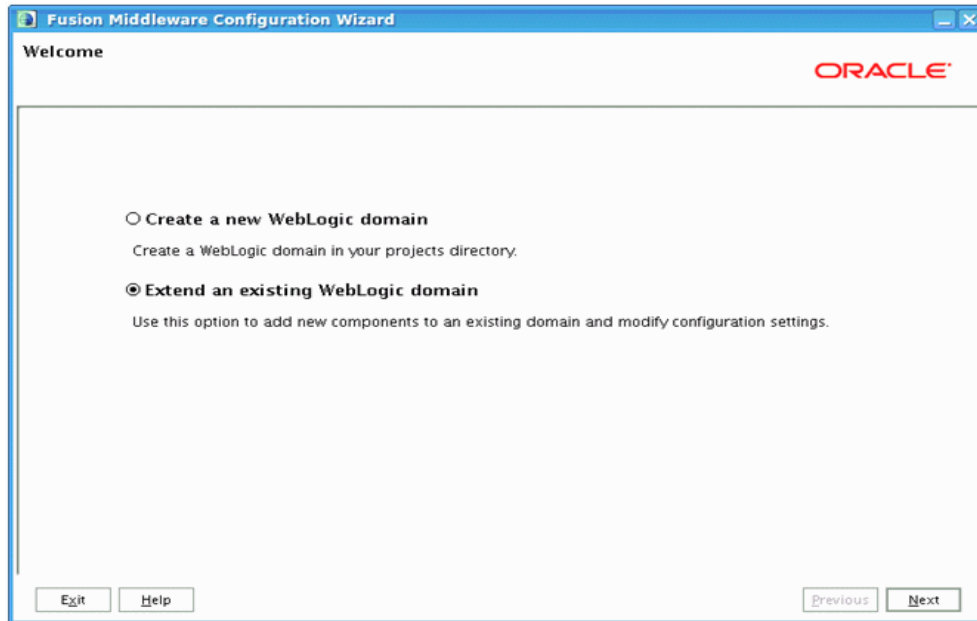 Fusion Middleware Configuration Wizard
Welcome
ORACLE
Create a new WebLogic domain
Create a WebLogic domain in your projects directory.
Extend an existing WebLogic domain
Use this option to add new components to an existing domain and modify configuration settings.
Exit Help Previous Next